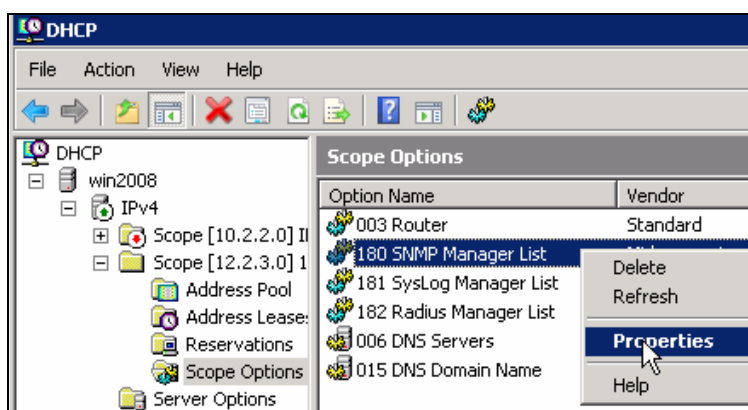 DHCP
File Action View Help
DHCP
win2008
IPv4
Scope [10.2.2.0]
Scope [12.2.3.0] 1
Address Pool
Address Lease
Reservations
Scope Options
Server Options
Scope Options
Option Name Vendor
003 Router Standard
180 SNMP Manager List
181 SysLog Manager List
182 Radius Manager List
006 DNS Servers
015 DNS Domain Name
Delete
Refresh
Properties
Help